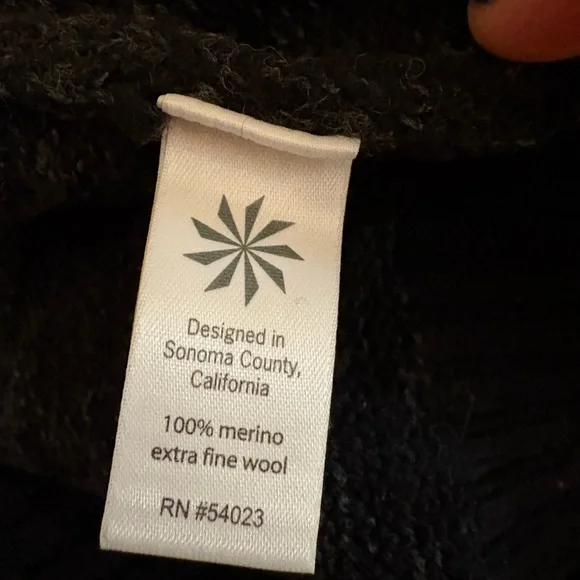 Designed in
Sonoma County,
California
100% merino
extra fine wool
RN #54023